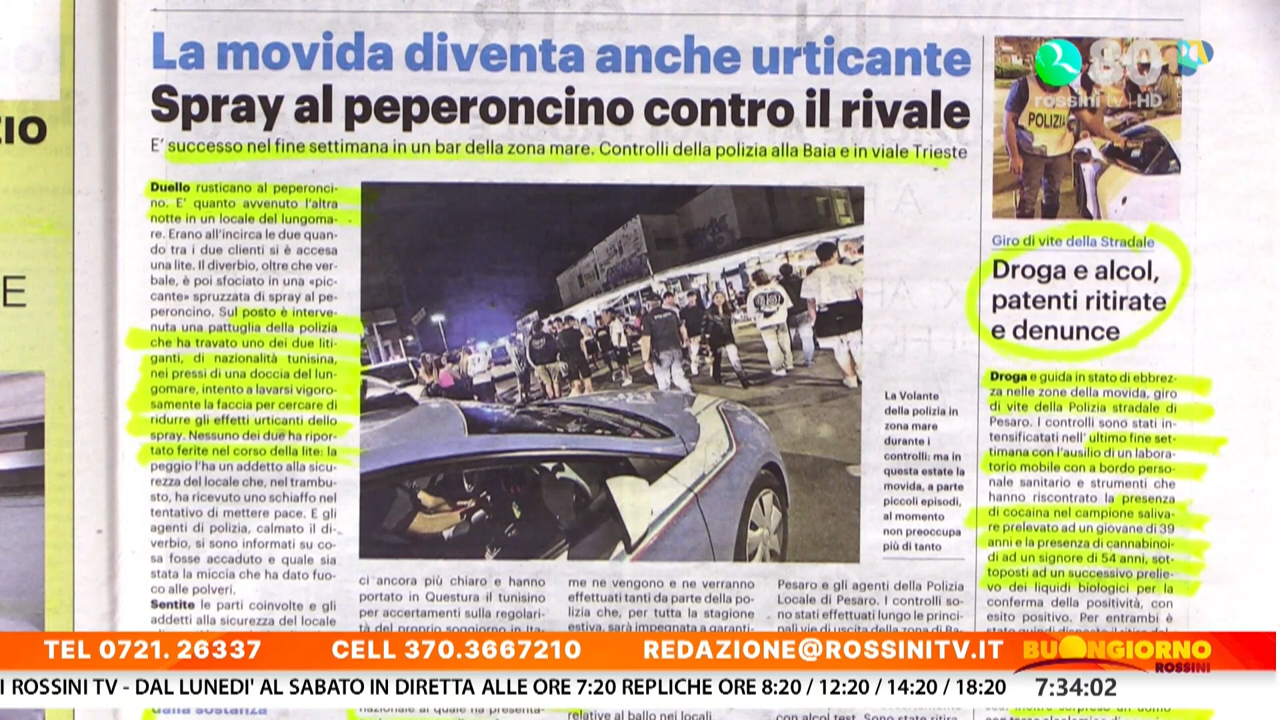 La movida diventa anche urticante
Spray al peperoncino contro il rivale
E' successo nel fine settimana in un bar della zona mare. Controlli della polizia alla Baia e in viale Trieste
Duello rusticano al peperonci-
no. E' quanto avvenuto l'altra
notte in un locale del lungoma-
re. Erano all'incirca le due quan-
do tra i due clienti si è accesa
una lite. Il diverbio, oltre che ver-
bale, è poi sfociato in una «pic-
cante» spruzzata di spray al pe-
peroncino. Sul posto è interve-
nuta una pattuglia della polizia
che ha travato uno dei due liti-
ganti, di nazionalità tunisina,
nei pressi di una doccia del lun-
gomare, intento a lavarsi vigoro-
samente la faccia per cercare di
ridurre gli effetti urticanti dello
spray. Nessuno dei due ha ripor-
tato ferite nel corso della lite: la
peggio l'ha un addetto alla sicu-
rezza del locale che, nel trambu-
sto, ha ricevuto uno schiaffo nel
tentativo di mettere pace. E gli
agenti di polizia, calmato il di-
verbio, si sono informati su co-
sa fosse accaduto e quale sia
stata la miccia che ha dato fuo-
co alle polveri.
Sentite le parti coinvolte e gli
addetti alla sicurezza del locale
ci ancora più chiaro e hanno
portato in Questura il tunisino
per accertamenti sulla regolari-
tà del proprio soggiorno in Ita-
me ne vengono e ne verranno
effettuati tanti da parte della po-
lizia che, per tutta la stagione
estiva, sarà impegnata a garanti-
Pesaro e gli agenti della Polizia
Locale di Pesaro. I controlli so-
no stati effettuati lungo le princi-
pali vie di uscita della zona di Ba-
La Volante
della polizia in
zona mare
durante i
controlli: ma in
questa estate la
movida, a parte
piccoli episodi,
al momento
non preoccupa
più di tanto
POLIZIA
80
rossini tv HD
Giro di vite della Stradale
Droga e alcol,
patenti ritirate
e denunce
Droga e guida in stato di ebbrez-
za nelle zone della movida, giro
di vite della Polizia stradale di
Pesaro. I controlli sono stati in-
tensificatati nell' ultimo fine set-
timana con l'ausilio di un labora-
torio mobile con a bordo perso-
nale sanitario e strumenti che
hanno riscontrato la presenza
di cocaina nel campione saliva-
re prelevato ad un giovane di 39
anni e la presenza di cannabinoi-
di ad un signore di 54 anni, sot-
toposti ad un successivo prelie-
vo dei liquidi biologici per la
conferma della positività, con
esito positivo. Per entrambi è
ZIO
E
TEL 0721. 26337 CELL 370.3667210 REDAZIONE@ROSSINITV.IT
BUONGIORNO
ROSSINI
I ROSSINI TV - DAL LUNEDI' AL SABATO IN DIRETTA ALLE ORE 7:20 REPLICHE ORE 8:20 / 12:20 / 14:20 / 18:20
7:34:02
dalla sostanza
relative al ballo nei locali.